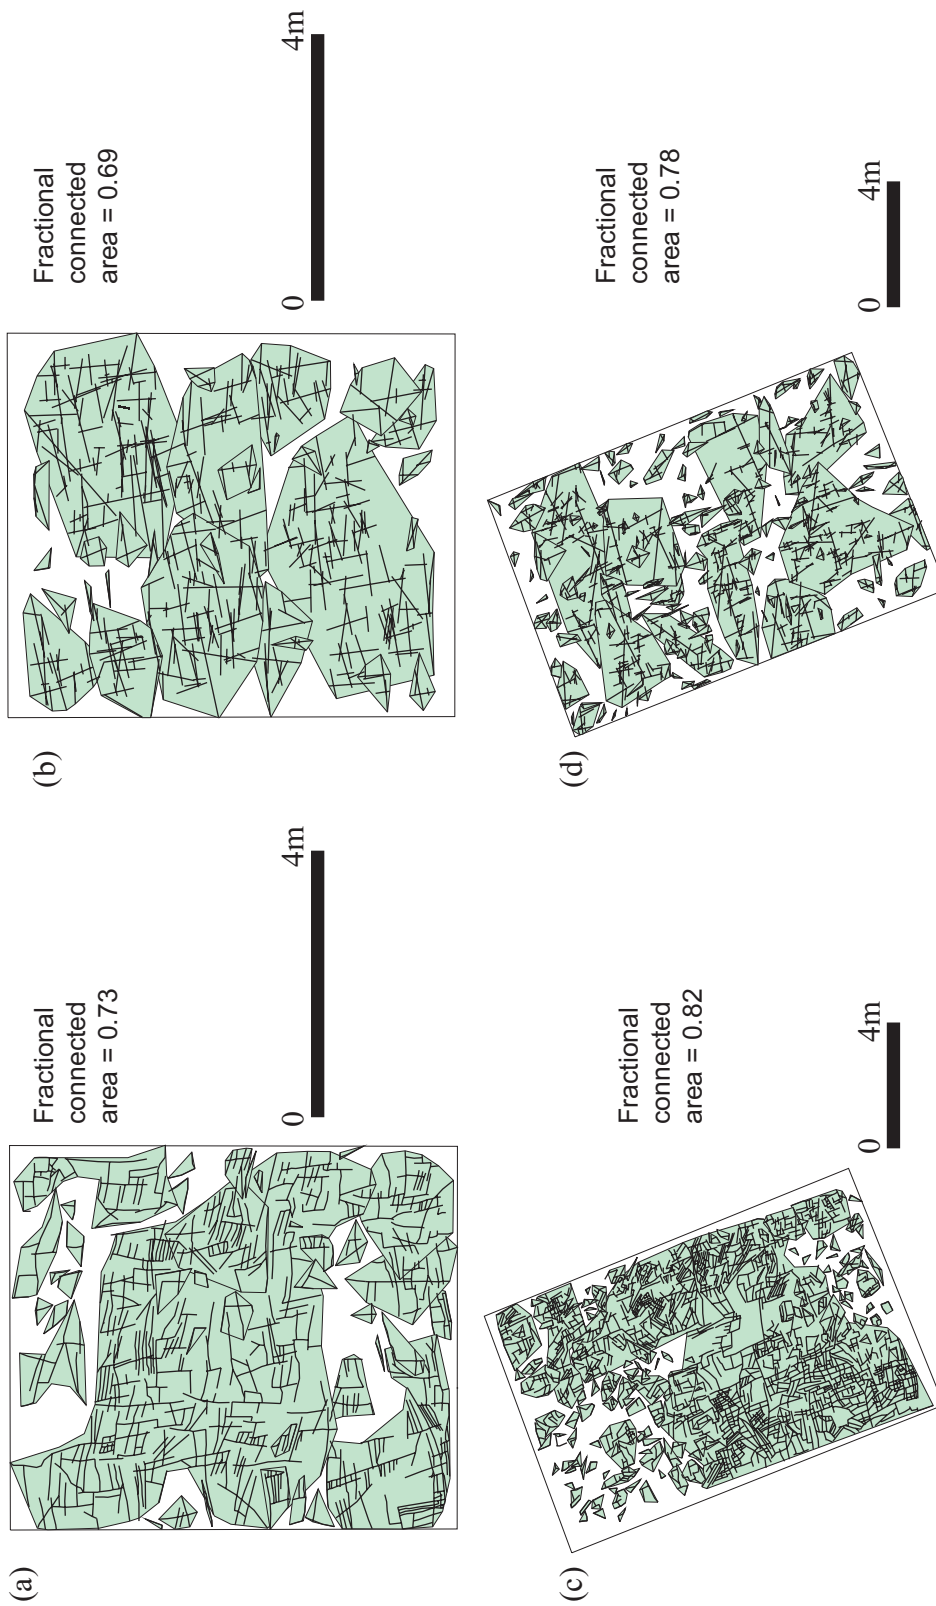 (a)
Fractional
connected
area = 0.73
0 4m
(b)
Fractional
connected
area = 0.69
0 4m
(c)
Fractional
connected
area = 0.82
0 4m
(d)
Fractional
connected
area = 0.78
0 4m